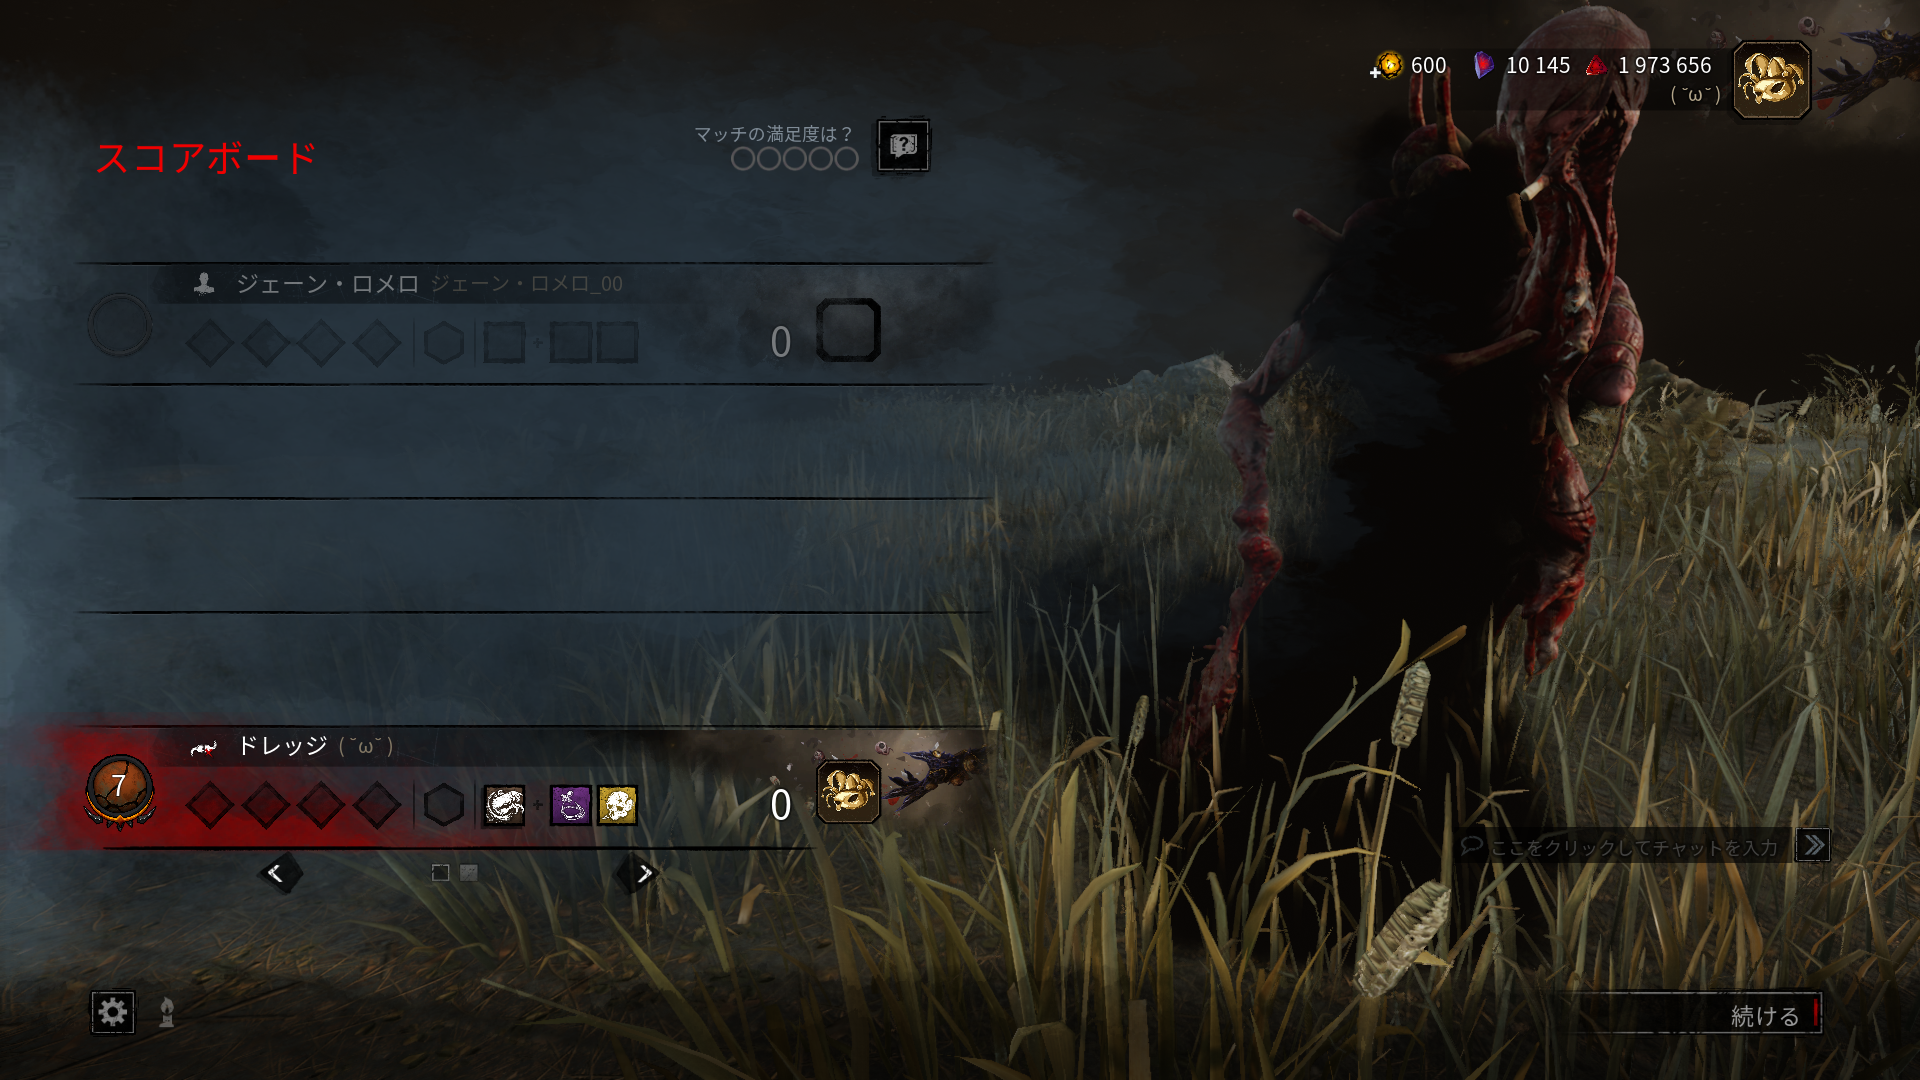 600 10 145 1 973 656
( ˘ω˘ )
マッチの満足度は？
スコアボード
?
ジェーン・ロメロ ジェーン・ロメロ_00
0
ドレッジ ( ˘ω˘ )
7
0
ここをクリックしてチャットを入力
続ける